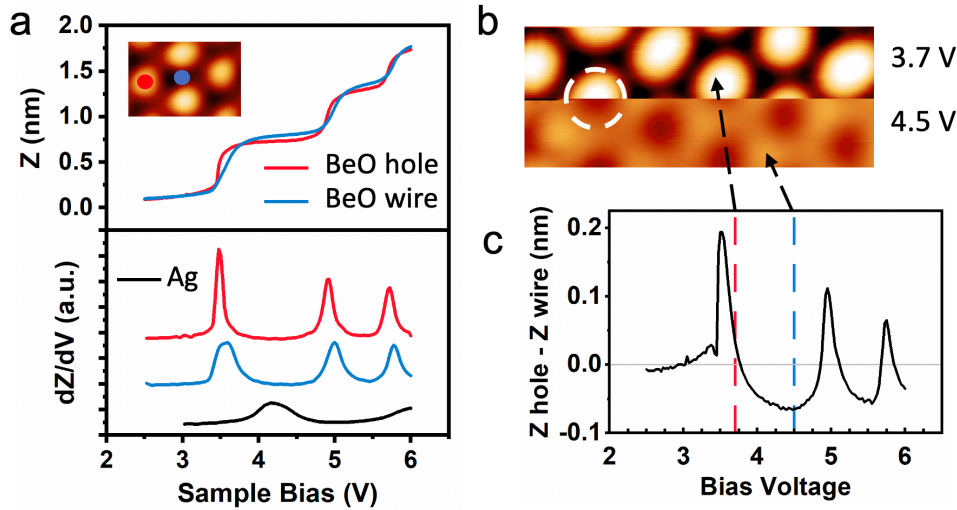 a
2.0
1.5
1.0
0.5
0.0
Z (nm)
BeO hole
BeO wire
Ag
dZ/dV (a.u.)
2
3
4
5
6
Sample Bias (V)
b
3.7 V
4.5 V
c
0.2
0.1
0.0
-0.1
Z hole - Z wire (nm)
2
3
4
5
6
Bias Voltage